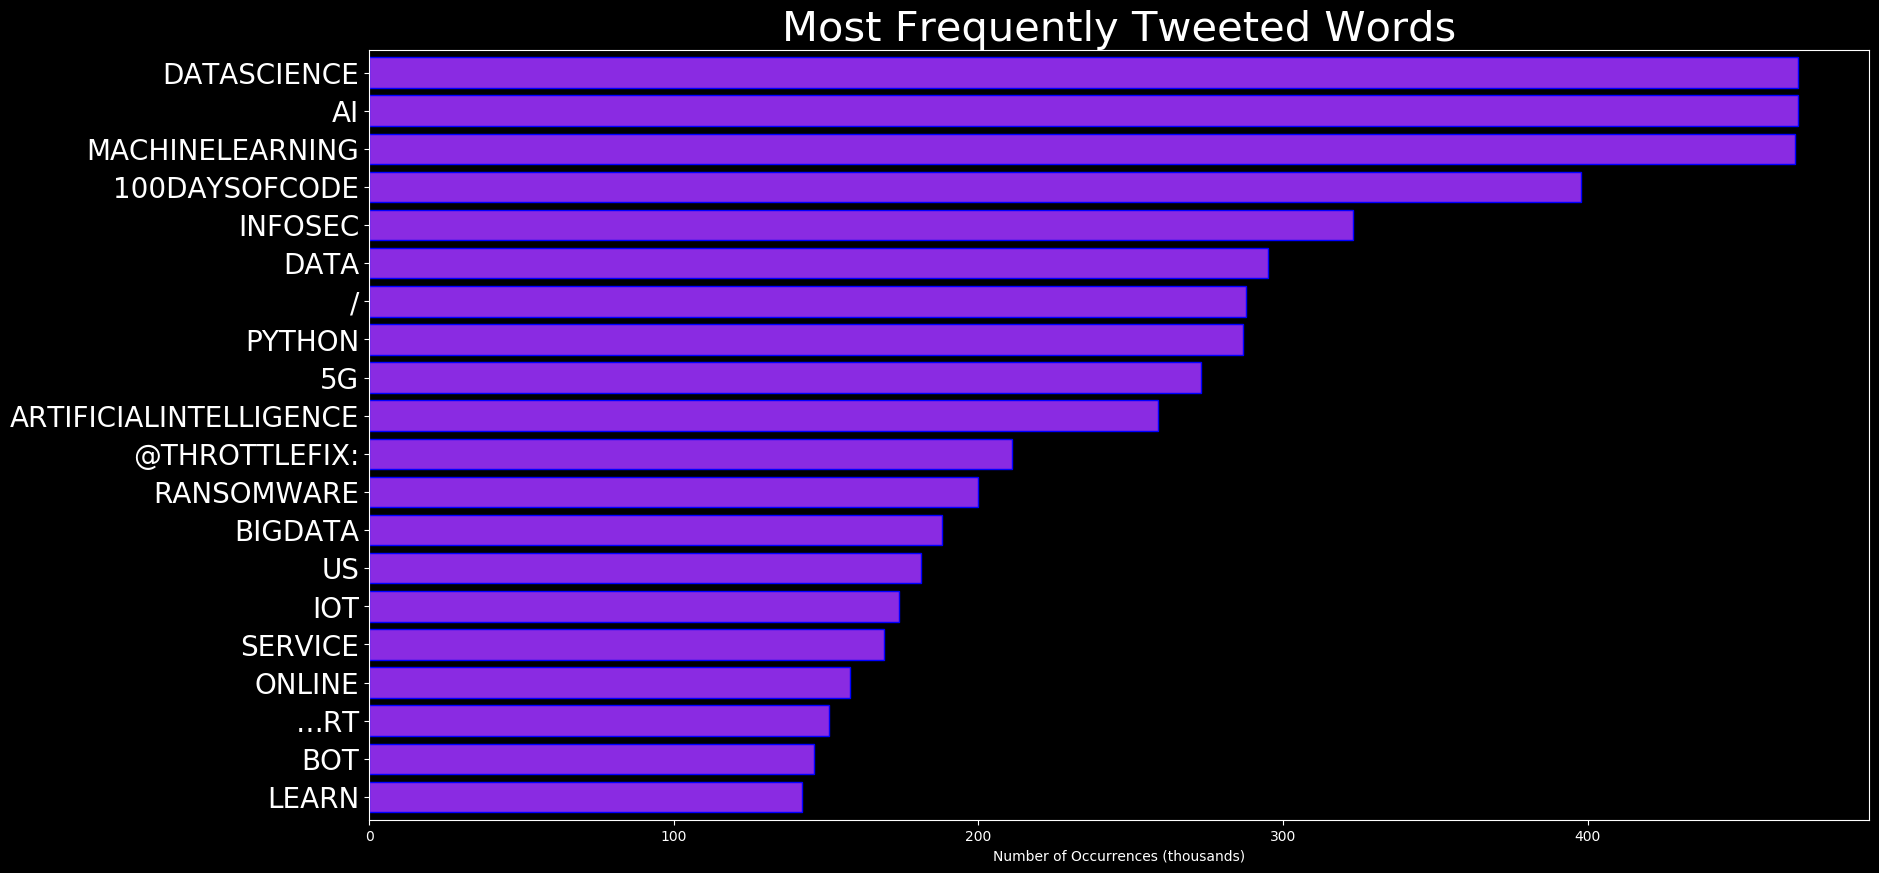 Most Frequently Tweeted Words
DATASCIENCE
AI
MACHINELEARNING
100DAYSOFCODE
INFOSEC
DATA
/
PYTHON
5G
ARTIFICIALINTELLIGENCE
@THROTTLEFIX:
RANSOMWARE
BIGDATA
US
IOT
SERVICE
ONLINE
…RT
BOT
LEARN
0 100 200 300 400
Number of Occurrences (thousands)